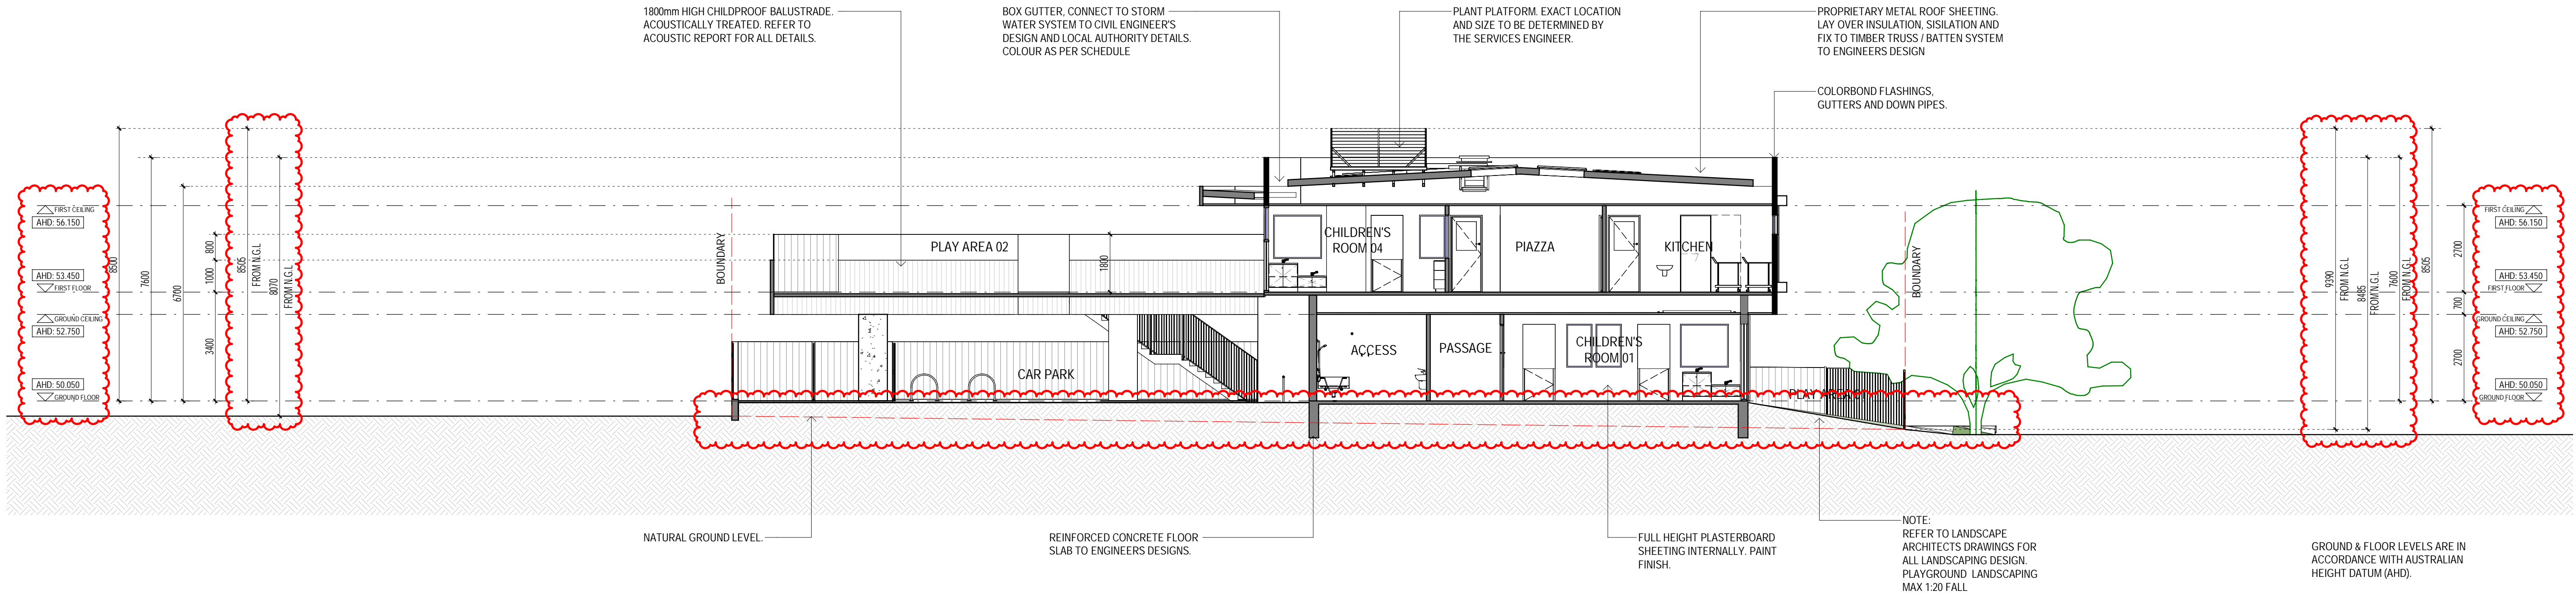 1800mm HIGH CHILDPROOF BALUSTRADE.
ACOUSTICALLY TREATED. REFER TO
ACOUSTIC REPORT FOR ALL DETAILS.
BOX GUTTER, CONNECT TO STORM
WATER SYSTEM TO CIVIL ENGINEER'S
DESIGN AND LOCAL AUTHORITY DETAILS.
COLOUR AS PER SCHEDULE
PLANT PLATFORM. EXACT LOCATION
AND SIZE TO BE DETERMINED BY
THE SERVICES ENGINEER.
PROPRIETARY METAL ROOF SHEETING.
LAY OVER INSULATION, SISILATION AND
FIX TO TIMBER TRUSS / BATTEN SYSTEM
TO ENGINEERS DESIGN
COLORBOND FLASHINGS,
GUTTERS AND DOWN PIPES.
FIRST CEILING
AHD: 56.150
AHD: 53.450
FIRST FLOOR
GROUND CEILING
AHD: 52.750
AHD: 50.050
GROUND FLOOR
8500
7600
6700
800
1000
3400
8505
FROM N.G.L
8070
FROM N.G.L
BOUNDARY
PLAY AREA 02
1800
CHILDREN'S
ROOM 04
PIAZZA
KITCHEN
CAR PARK
ACCESS
PASSAGE
CHILDREN'S
ROOM 01
PLAY AREA 01
BOUNDARY
9390
FROM N.G.L
8485
FROM N.G.L
7600
FROM N.G.L
8505
2700
700
2700
FIRST CEILING
AHD: 56.150
AHD: 53.450
FIRST FLOOR
GROUND CEILING
AHD: 52.750
AHD: 50.050
GROUND FLOOR
NATURAL GROUND LEVEL.
REINFORCED CONCRETE FLOOR
SLAB TO ENGINEERS DESIGNS.
FULL HEIGHT PLASTERBOARD
SHEETING INTERNALLY. PAINT
FINISH.
NOTE:
REFER TO LANDSCAPE
ARCHITECTS DRAWINGS FOR
ALL LANDSCAPING DESIGN.
PLAYGROUND LANDSCAPING
MAX 1:20 FALL
GROUND & FLOOR LEVELS ARE IN
ACCORDANCE WITH AUSTRALIAN
HEIGHT DATUM (AHD).